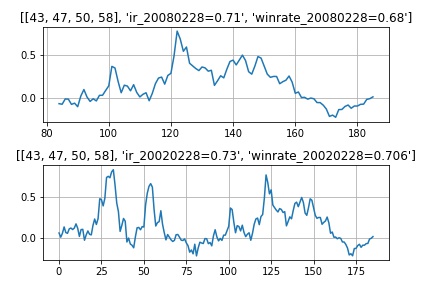 [[43, 47, 50, 58], 'ir_20080228=0.71', 'winrate_20080228=0.68']
0.5
0.0
80 100 120 140 160 180
[[43, 47, 50, 58], 'ir_20020228=0.73', 'winrate_20020228=0.706']
0.5
0.0
0 25 50 75 100 125 150 175